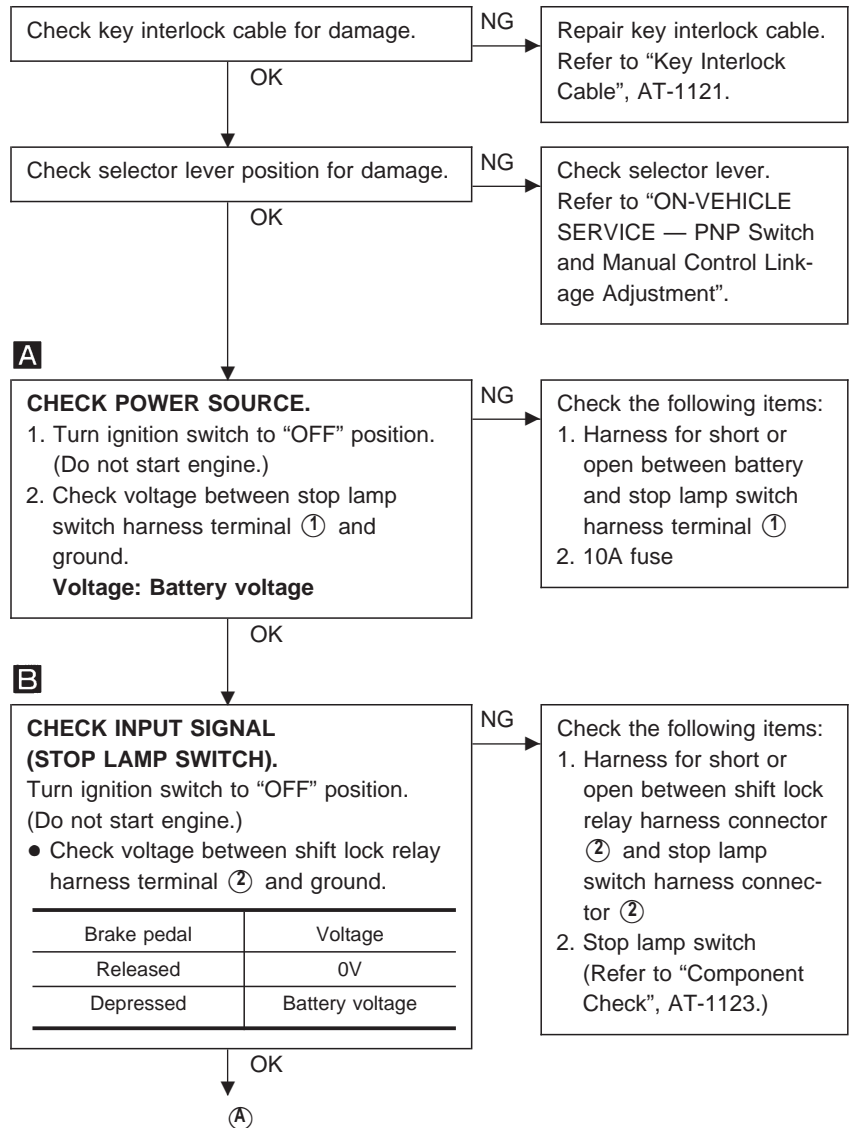 Check key interlock cable for damage.
NG
Repair key interlock cable.
Refer to “Key Interlock
Cable”, AT-1121.
OK
Check selector lever position for damage.
NG
Check selector lever.
Refer to “ON-VEHICLE
SERVICE — PNP Switch
and Manual Control Link-
age Adjustment”.
OK
A
CHECK POWER SOURCE.
1. Turn ignition switch to “OFF” position.
(Do not start engine.)
2. Check voltage between stop lamp
switch harness terminal ① and
ground.
Voltage: Battery voltage
NG
Check the following items:
1. Harness for short or
open between battery
and stop lamp switch
harness terminal ①
2. 10A fuse
OK
B
CHECK INPUT SIGNAL
(STOP LAMP SWITCH).
Turn ignition switch to “OFF” position.
(Do not start engine.)
● Check voltage between shift lock relay
harness terminal ② and ground.
Brake pedal Voltage
Released 0V
Depressed Battery voltage
NG
Check the following items:
1. Harness for short or
open between shift lock
relay harness connector
② and stop lamp
switch harness connec-
tor ②
2. Stop lamp switch
(Refer to “Component
Check”, AT-1123.)
OK
Ⓐ